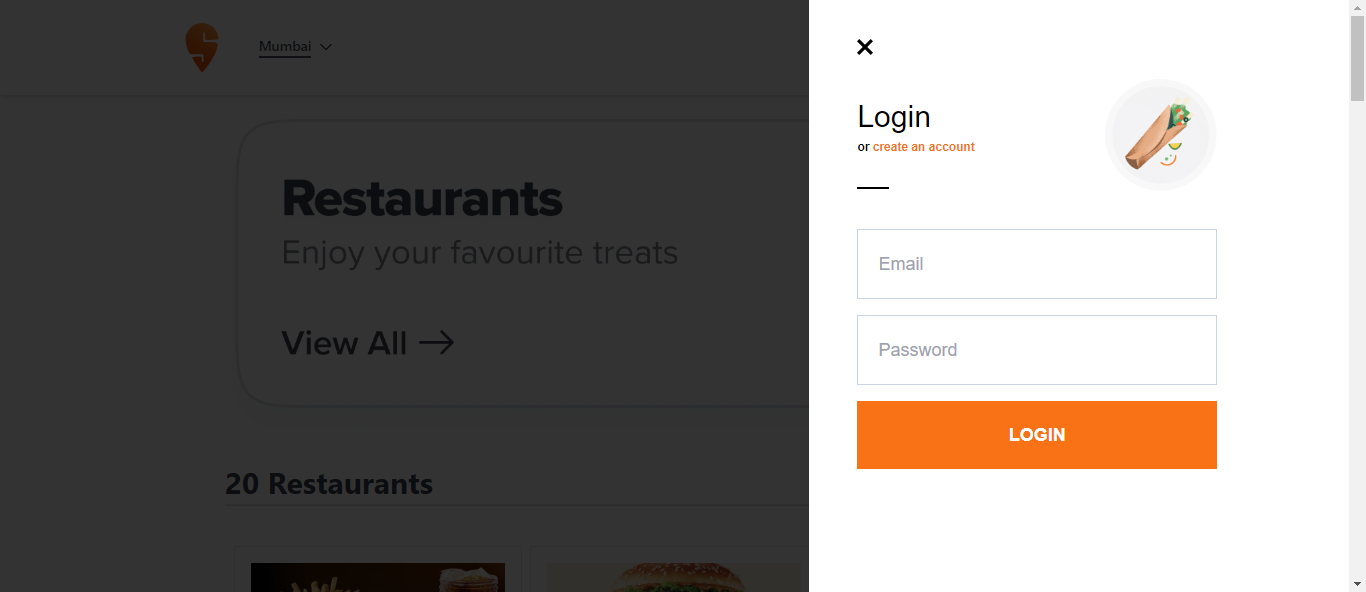 Mumbai
Restaurants
Enjoy your favourite treats
View All
20 Restaurants
Login
or create an account
Email
Password
LOGIN